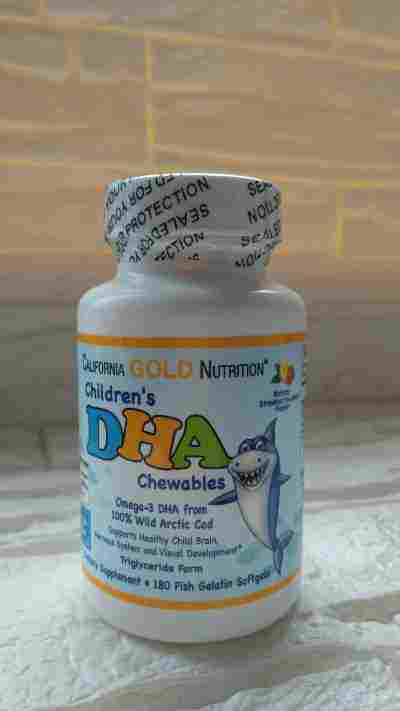 SEALED FOR YOUR PROTECTION
CALIFORNIA GOLD NUTRITION®
Children's
DHA
Chewables
Omega-3 DHA from
100% Wild Arctic Cod
Supports Healthy Child Brain,
Nervous System and Visual Development*
Triglyceride Form
Dietary Supplement • 180 Fish Gelatin Softgels